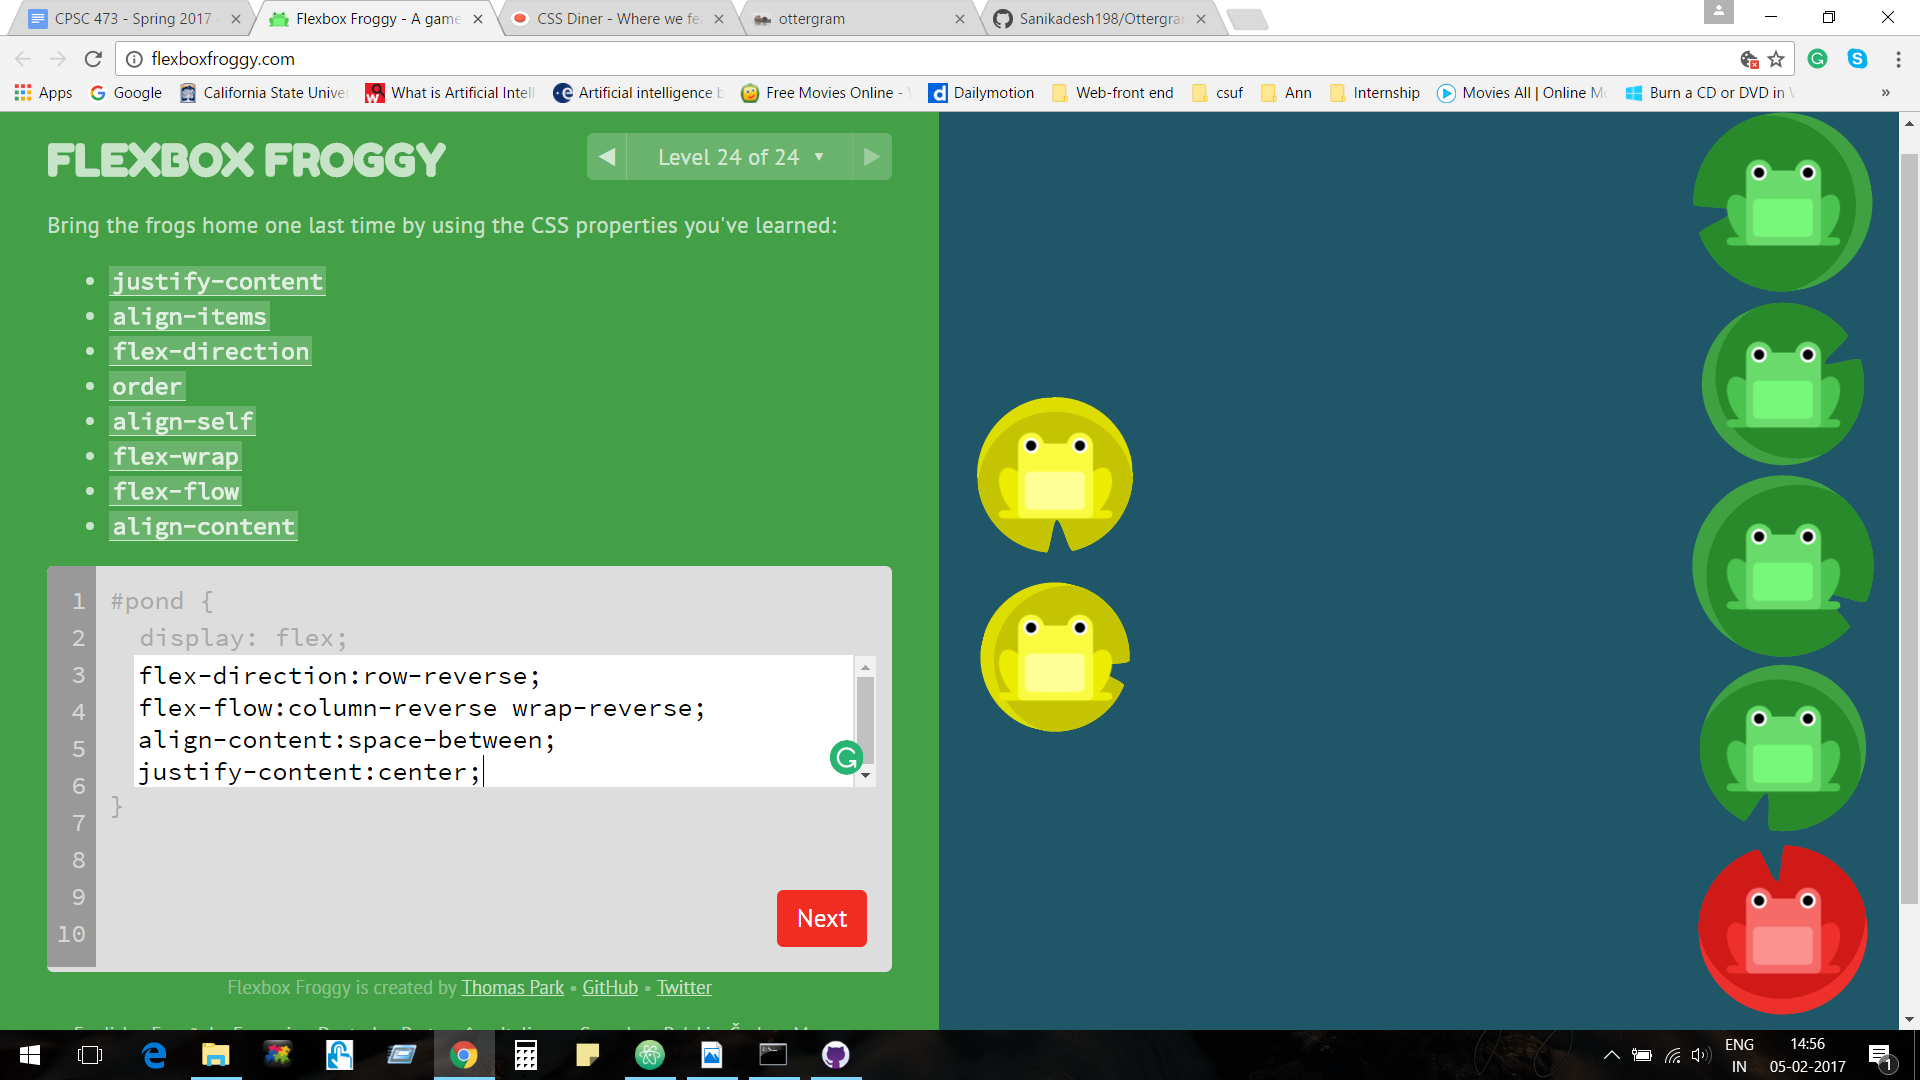 CPSC 473 - Spring 2017
Flexbox Froggy - A game
CSS Diner - Where we fe
ottergram
Sanikadesh198/Ottergra
flexboxfroggy.com
Apps
Google
California State Univer
What is Artificial Intell
Artificial intelligence
Free Movies Online -
Dailymotion
Web-front end
csuf
Ann
Internship
Movies All | Online M
Burn a CD or DVD in
»
FLEXBOX FROGGY
Level 24 of 24
Bring the frogs home one last time by using the CSS properties you've learned:
justify-content
align-items
flex-direction
order
align-self
flex-wrap
flex-flow
align-content
1 #pond {
2 display: flex;
3 flex-direction:row-reverse;
4 flex-flow:column-reverse wrap-reverse;
5 align-content:space-between;
6 justify-content:center;
7 }
8
9
10
Next
Flexbox Froggy is created by Thomas Park • GitHub • Twitter
ENG
IN
14:56
05-02-2017
1